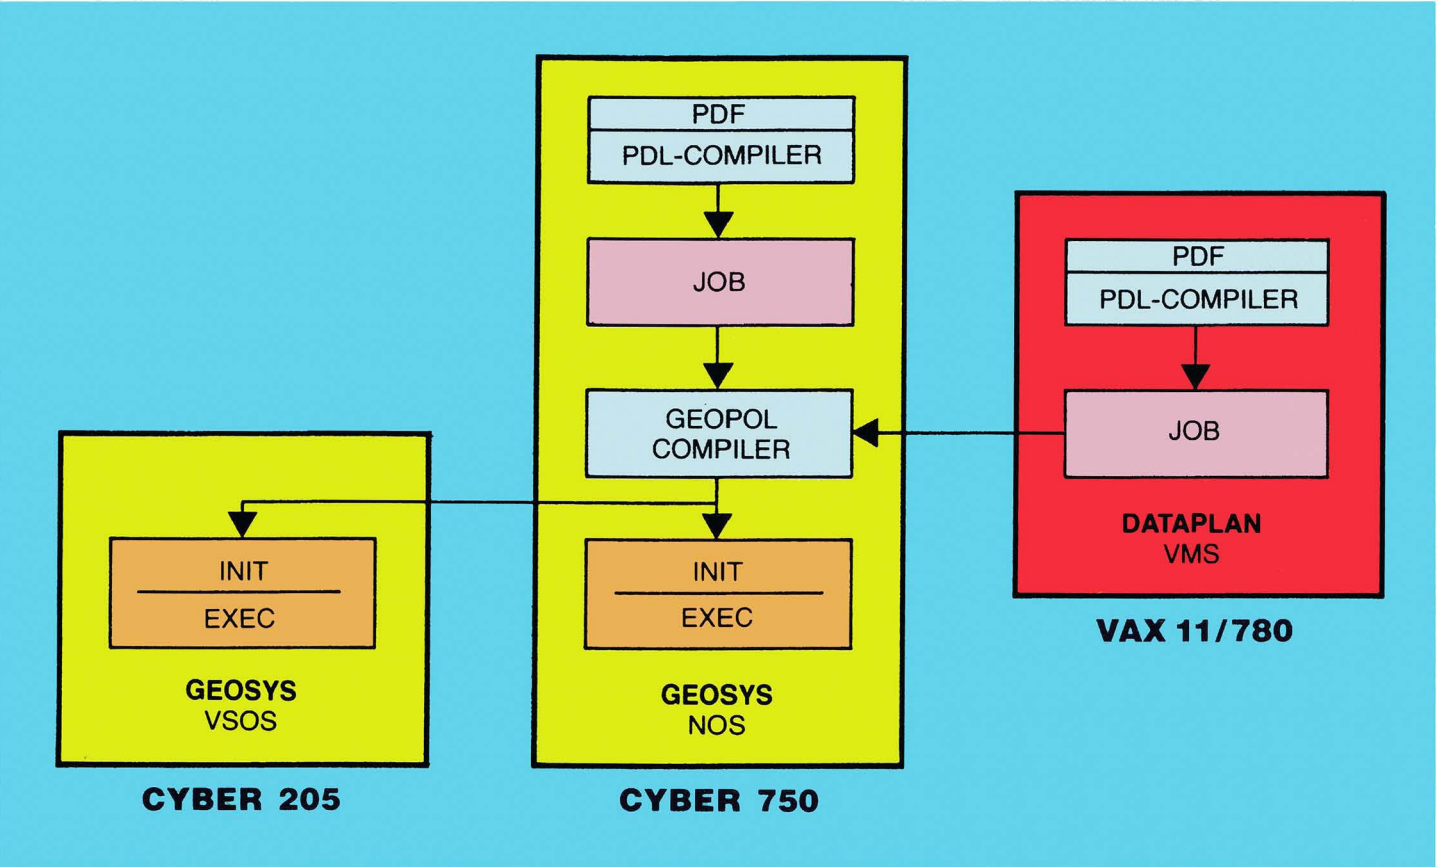 PDF
PDL-COMPILER
JOB
GEOPOL
COMPILER
INIT
EXEC
GEOSYS
NOS
CYBER 750
PDF
PDL-COMPILER
JOB
DATAPLAN
VMS
VAX 11/780
INIT
EXEC
GEOSYS
VSOS
CYBER 205